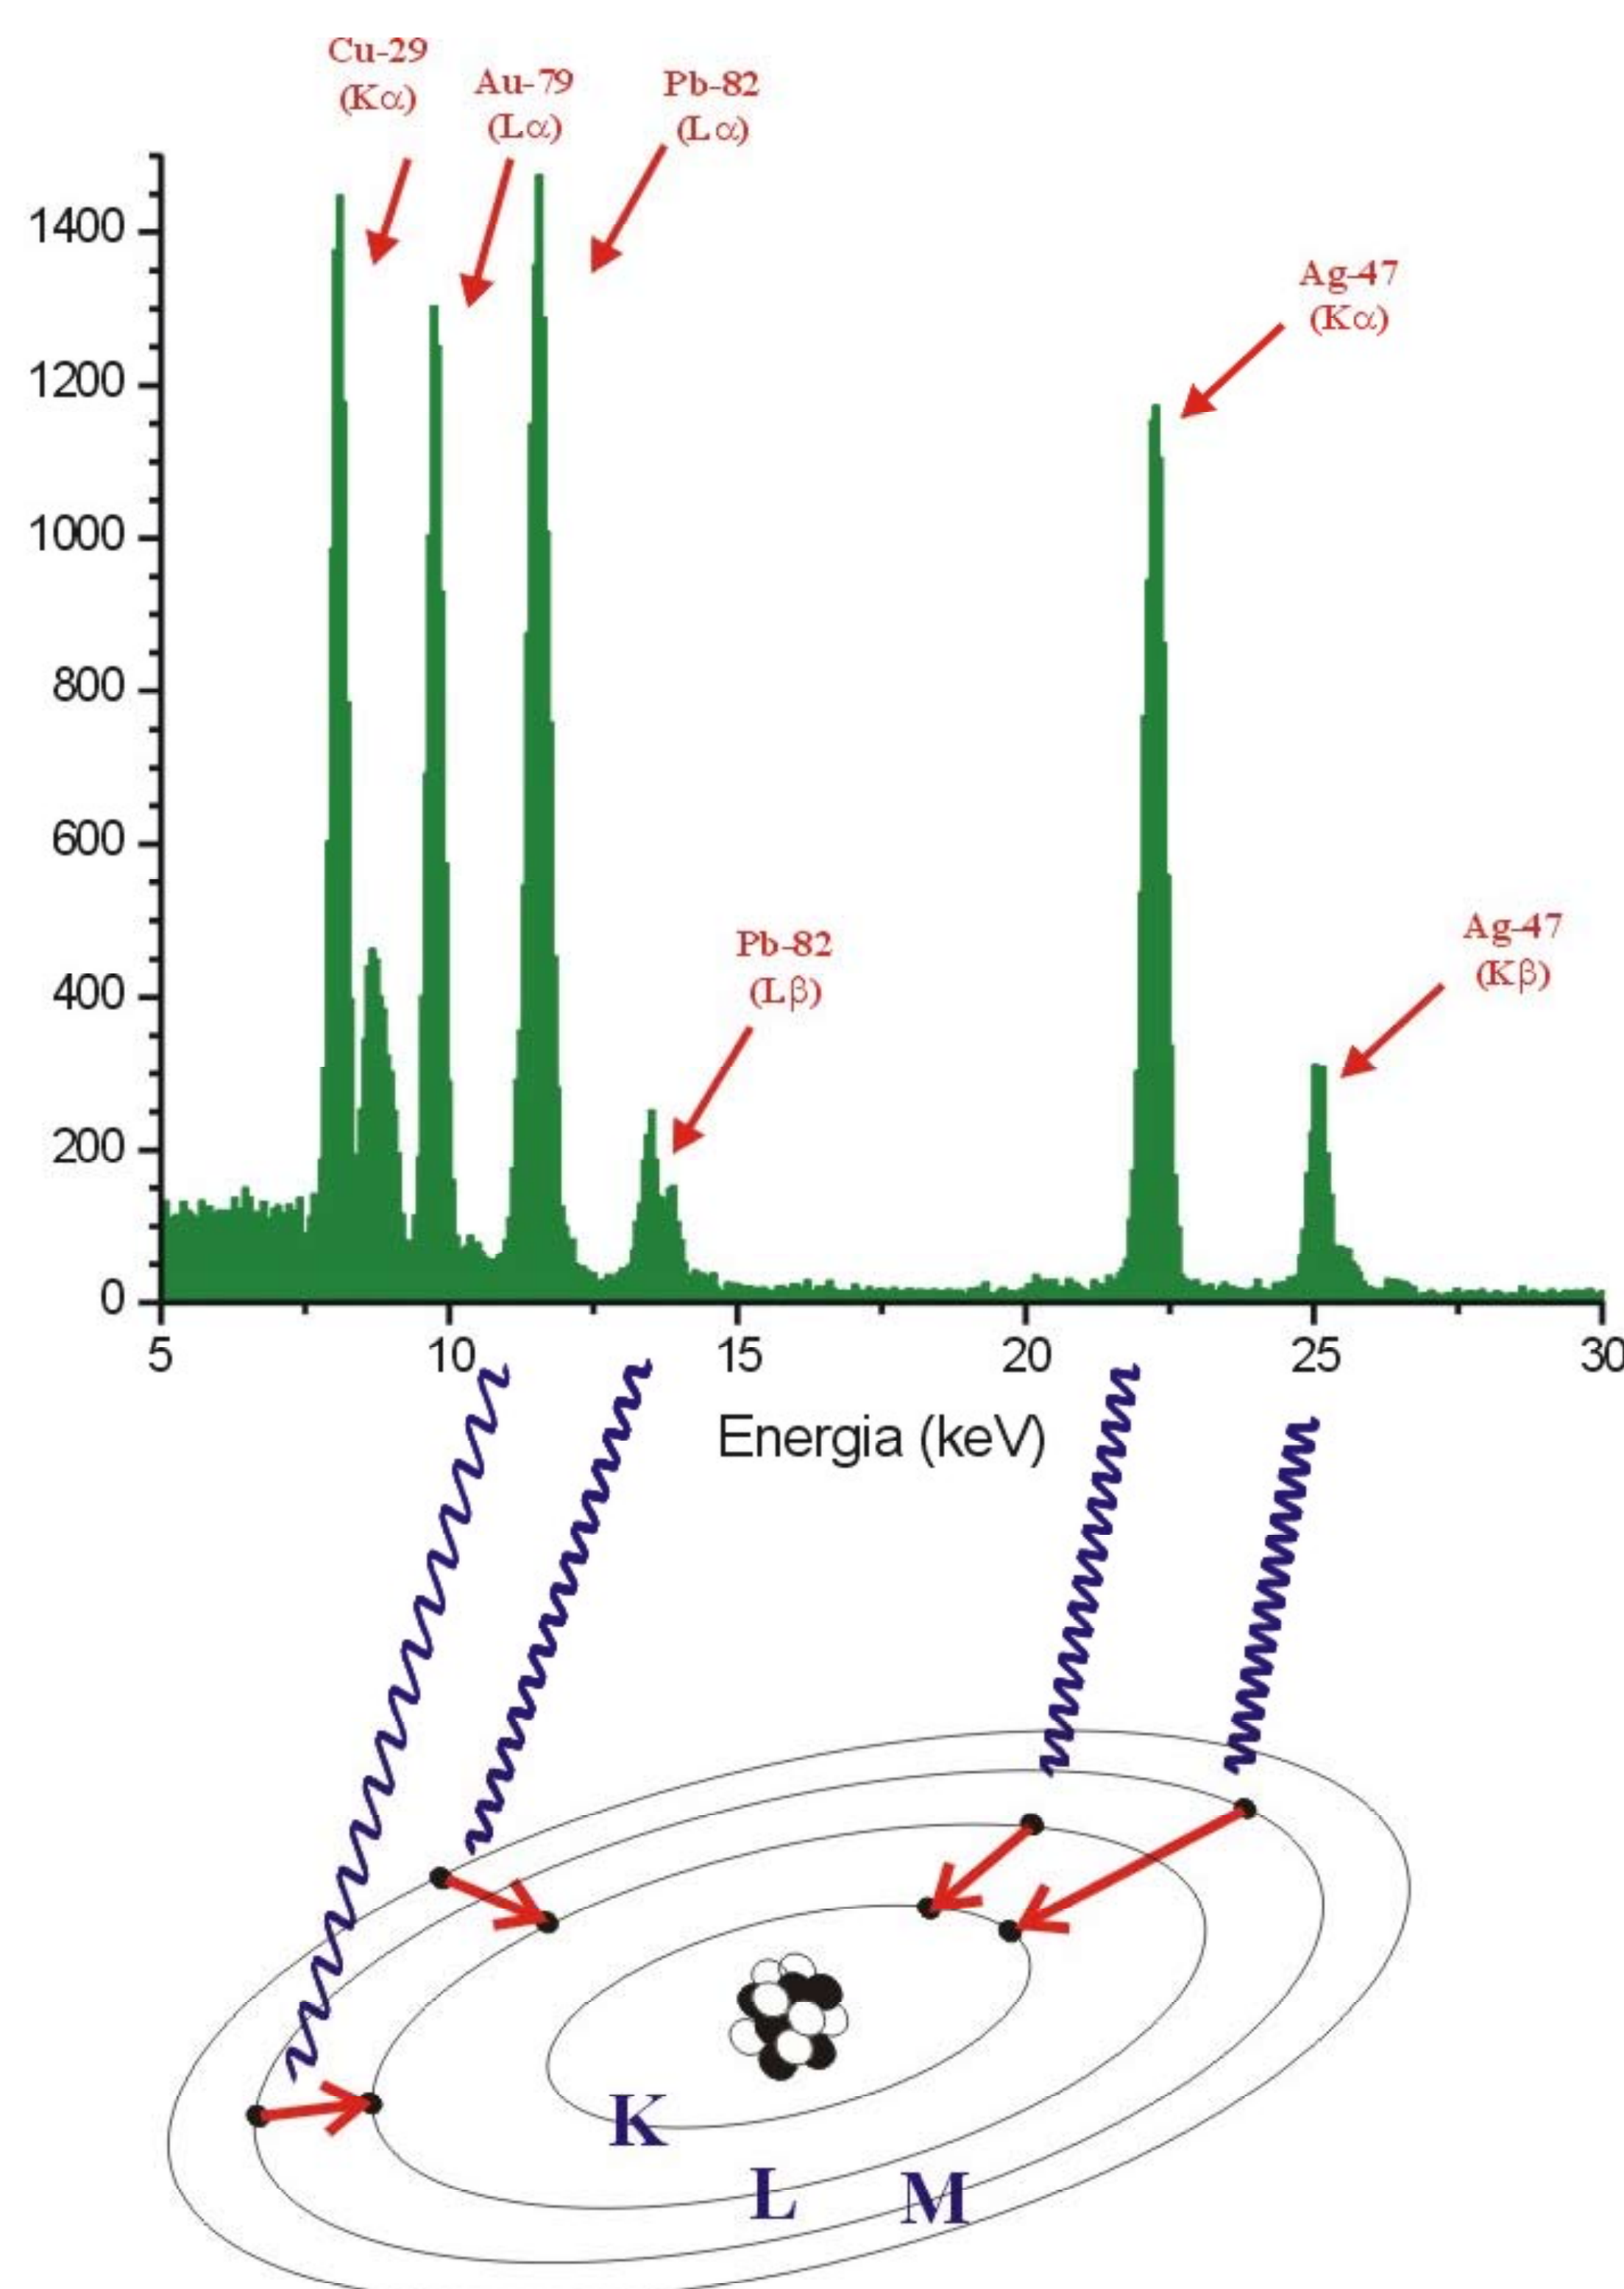 Cu-29
(Kα)
Au-79
(Lα)
Pb-82
(Lα)
1400
1200
1000
800
600
400
200
0
Ag-47
(Kα)
Pb-82
(Lβ)
Ag-47
(Kβ)
5
10
15
20
25
30
Energia (keV)
K
L
M